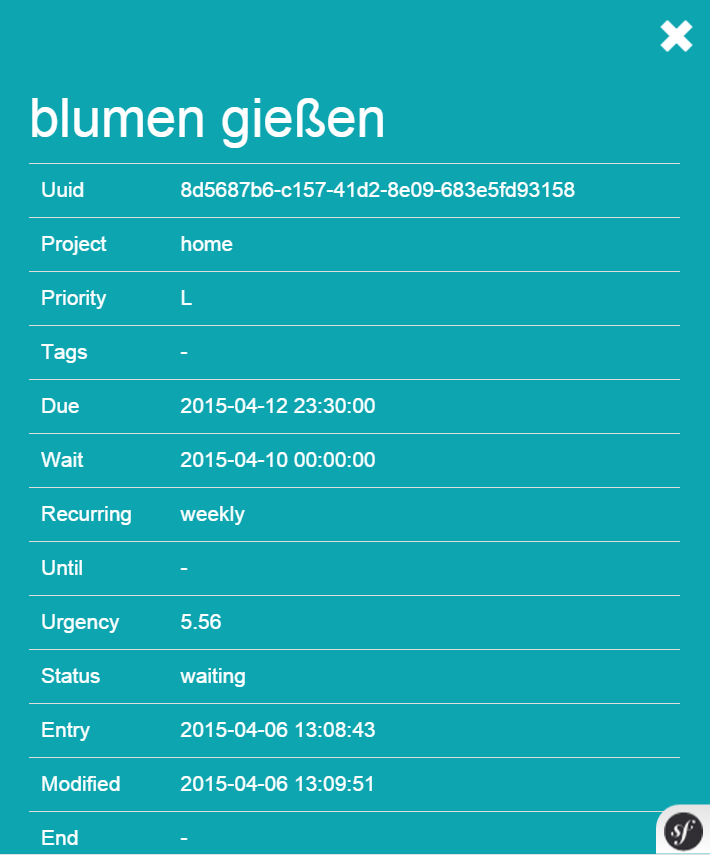 blumen gießen
Uuid 8d5687b6-c157-41d2-8e09-683e5fd93158
Project home
Priority L
Tags -
Due 2015-04-12 23:30:00
Wait 2015-04-10 00:00:00
Recurring weekly
Until -
Urgency 5.56
Status waiting
Entry 2015-04-06 13:08:43
Modified 2015-04-06 13:09:51
End -
sf